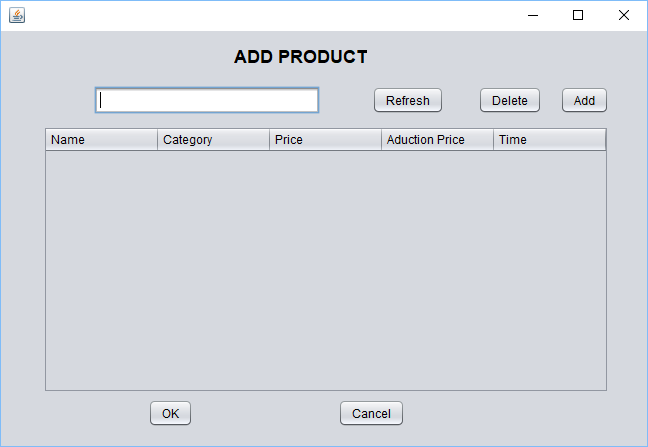 ADD PRODUCT
Refresh Delete Add
Name Category Price Aduction Price Time
OK Cancel